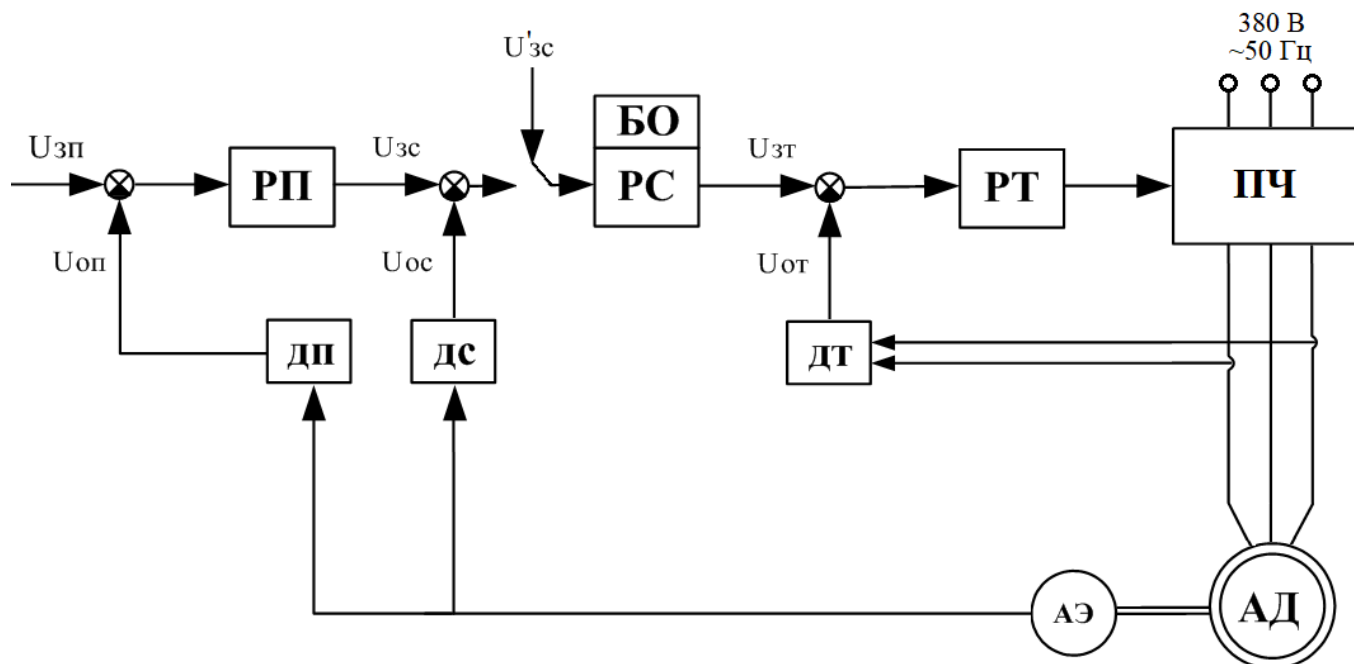 380 В
~50 Гц
U'зс
БО
Uзп
Uзс
Uзт
РП
РС
РТ
ПЧ
Uоп
Uос
Uот
ДП
ДС
ДТ
АЭ
АД